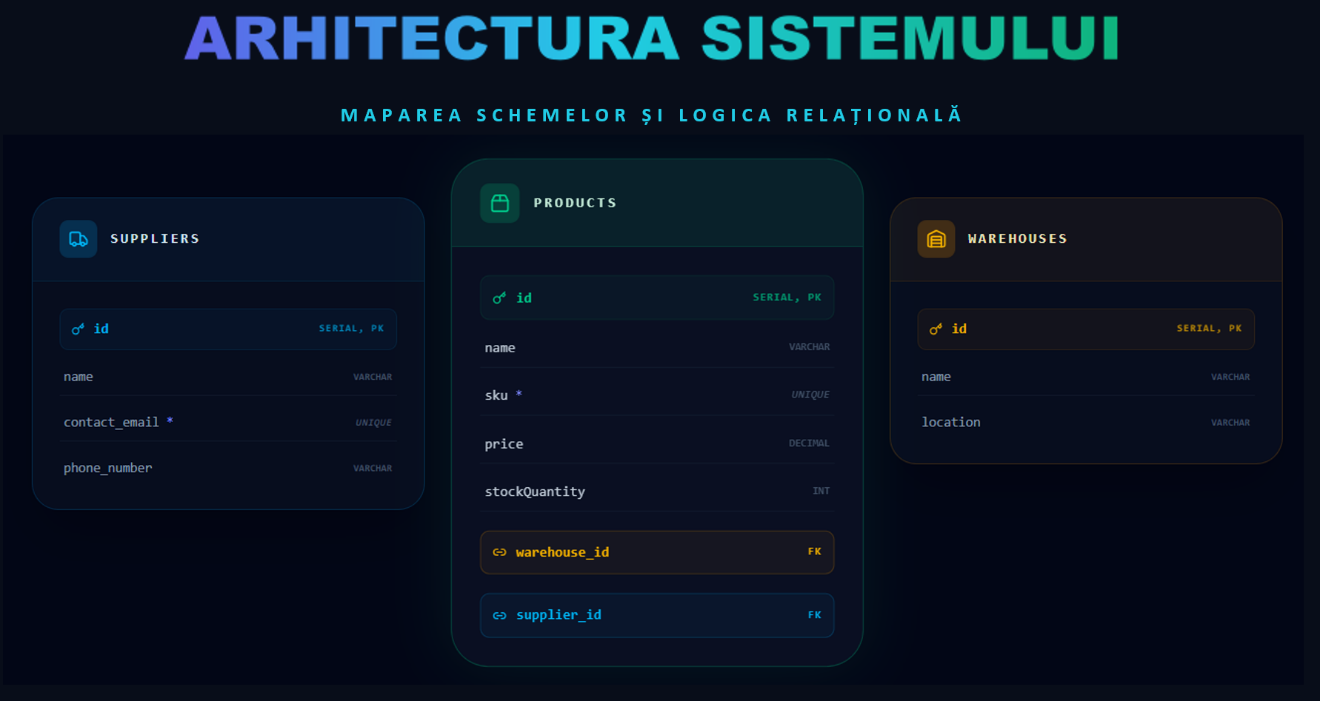 ARHITECTURA SISTEMULUI
MAPAREA SCHEMELOR ȘI LOGICA RELAȚIONALĂ
SUPPLIERS
id SERIAL, PK
name VARCHAR
contact_email * UNIQUE
phone_number VARCHAR
PRODUCTS
id SERIAL, PK
name VARCHAR
sku * UNIQUE
price DECIMAL
stockQuantity INT
warehouse_id FK
supplier_id FK
WAREHOUSES
id SERIAL, PK
name VARCHAR
location VARCHAR